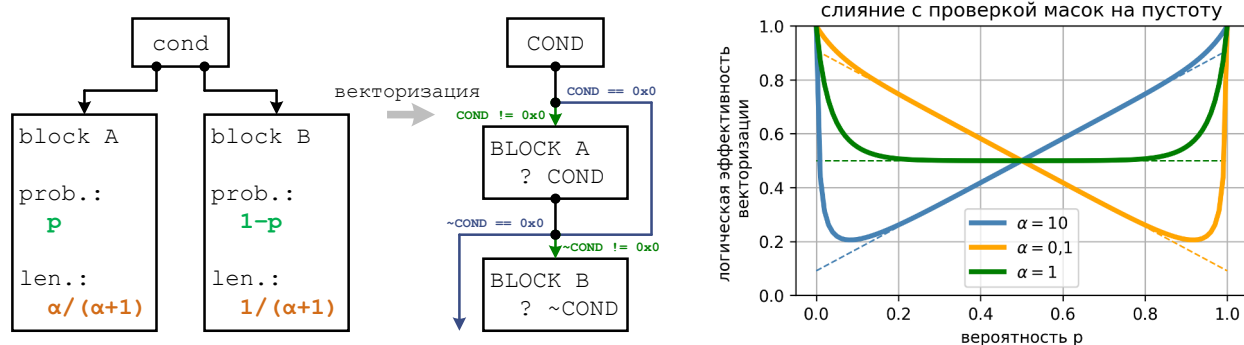 cond
block A
prob.:
p
len.:
α/(α+1)
block B
prob.:
1-p
len.:
1/(α+1)
векторизация
COND
COND == 0x0
COND != 0x0
BLOCK A
? COND
~COND == 0x0
~COND != 0x0
BLOCK B
? ~COND
слияние с проверкой масок на пустоту
логическая эффективность
векторизации
1.0
0.8
0.6
0.4
0.2
0.0
α = 10
α = 0,1
α = 1
0.0 0.2 0.4 0.6 0.8 1.0
вероятность p